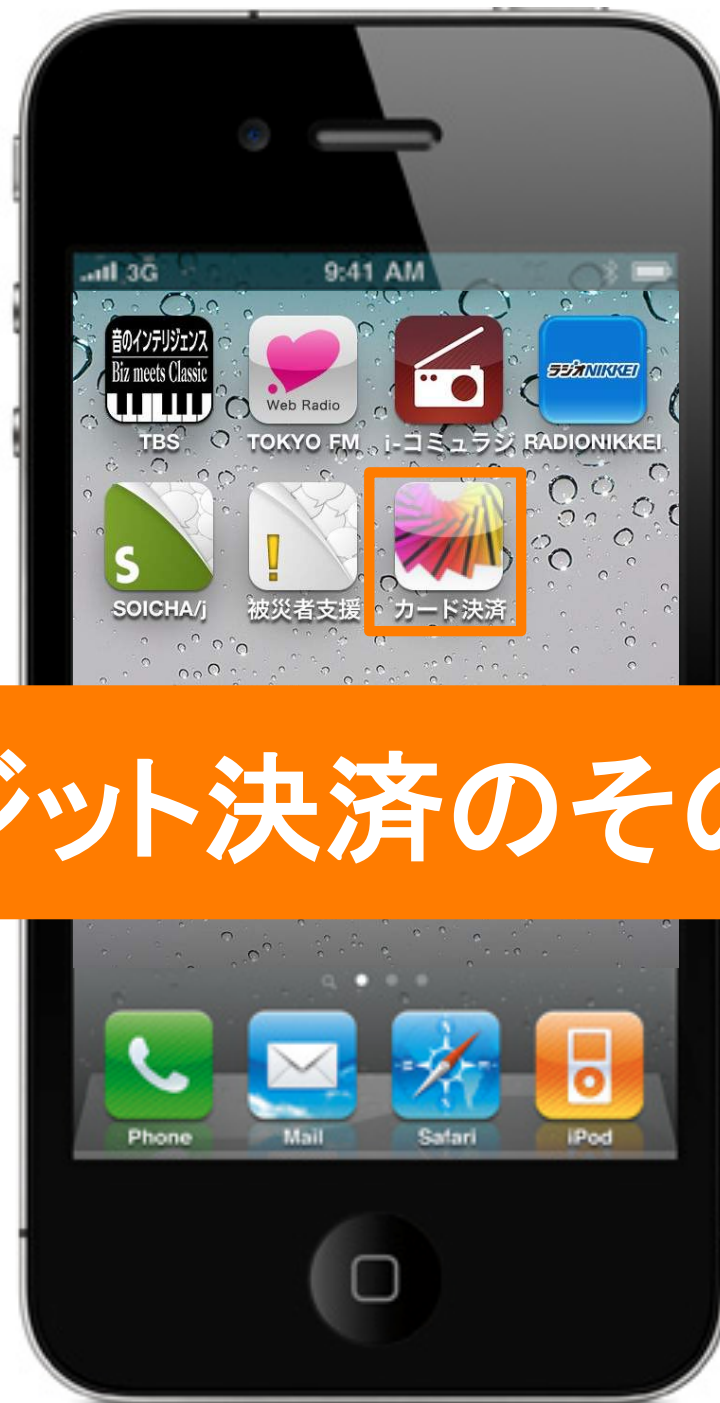 3G 9:41 AM
音のインテリジェンス
Biz meets Classic
Web Radio
ラジオNIKKEI
TBS TOKYO FM i-コミュラジ RADIONIKKEI
S
!
SOICHA/j 被災者支援 カード決済
ジット決済のその
Phone Mail Safari iPod